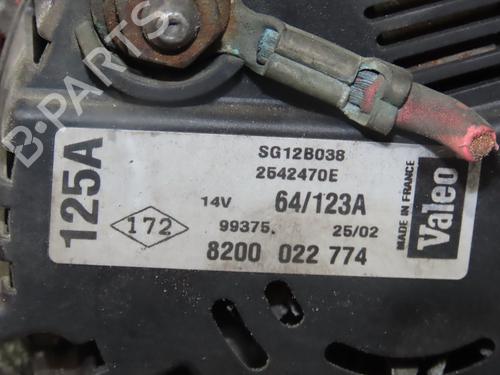 B-PARTS
125A
SG12B038
2542470E
14V 64/123A
172
99375. 25/02
8200 022 774
Valeo
MADE IN FRANCE